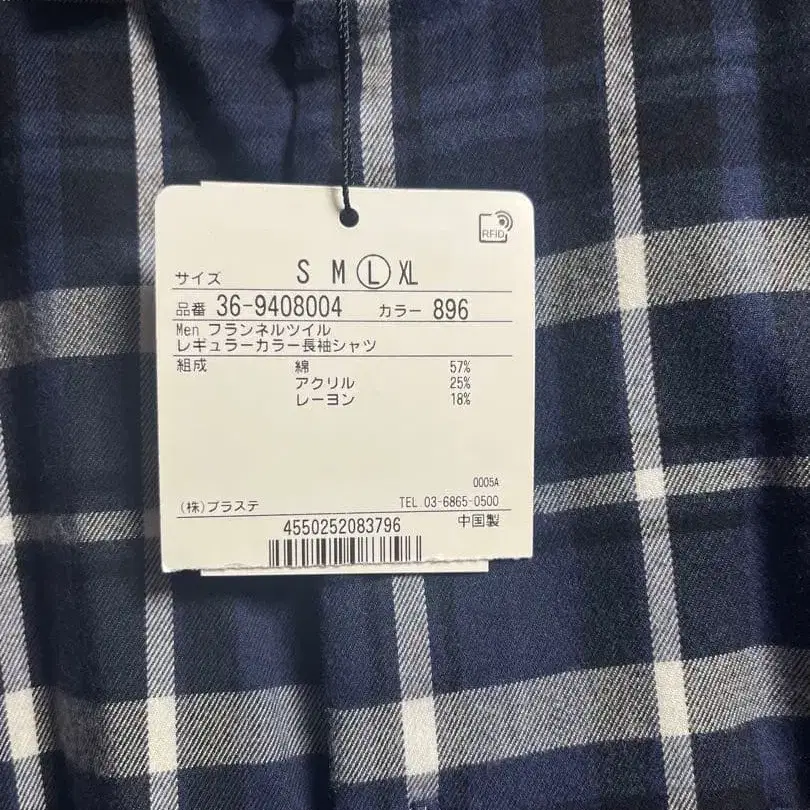 RFiD
サイズ S M L XL
品番 36-9408004 カラー 896
Men フランネルツイル
レギュラーカラー長袖シャツ
組成 綿 57%
アクリル 25%
レーヨン 18%
0005A
(株)プラステ TEL 03-6865-0500
4550252083796 中国製